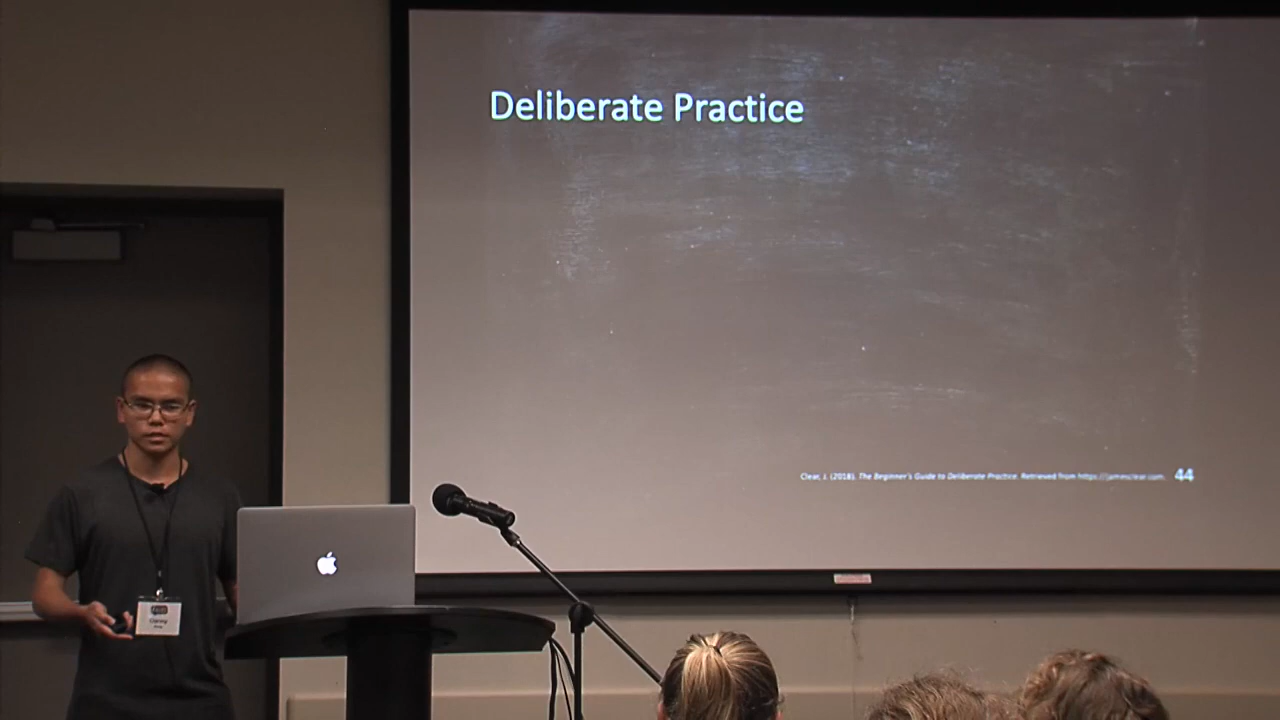 Deliberate Practice
Clear, J. (2018). The Beginner's Guide to Deliberate Practice. Retrieved from https://jamesclear.com.
44